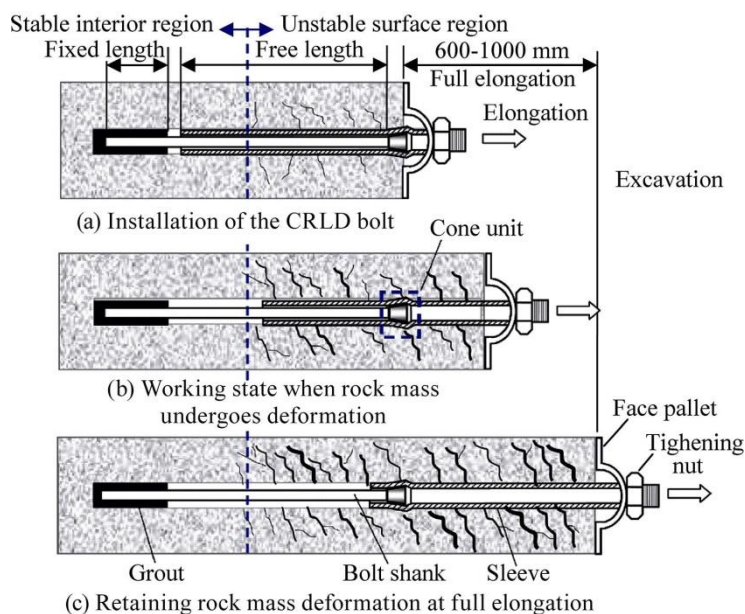 Stable interior region Unstable surface region
Fixed length Free length 600-1000 mm
Full elongation
Elongation
Excavation
(a) Installation of the CRLD bolt
Cone unit
(b) Working state when rock mass
undergoes deformation
Face pallet
Tighening
nut
Grout Bolt shank Sleeve
(c) Retaining rock mass deformation at full elongation